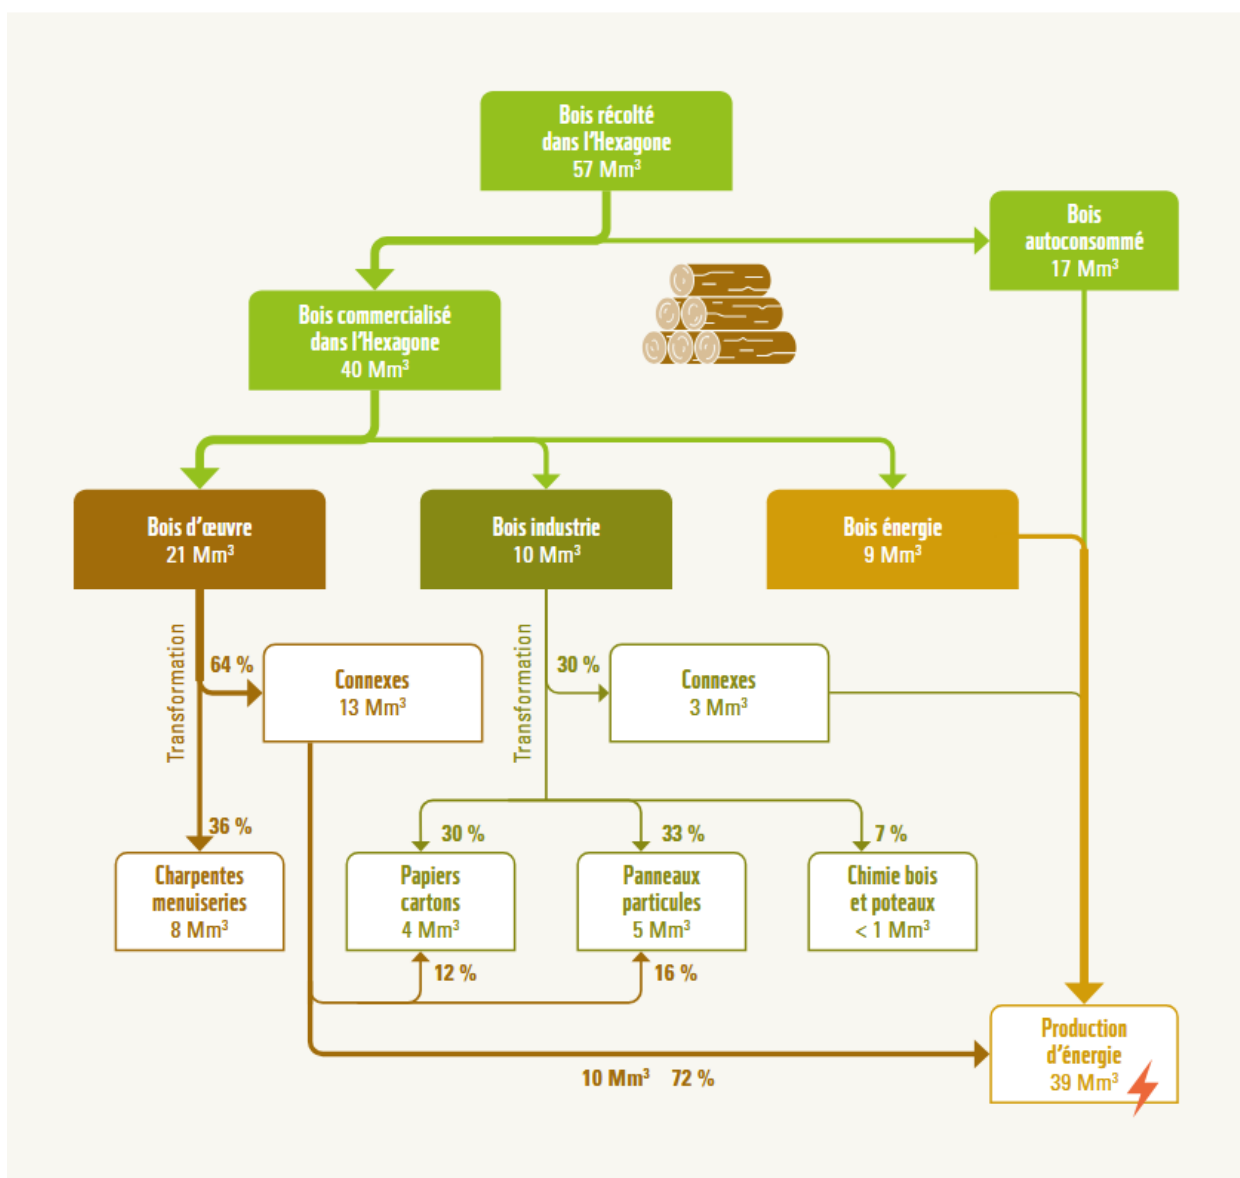 Bois récolté
dans l'Hexagone
57 Mm³
Bois
autoconsommé
17 Mm³
Bois commercialisé
dans l'Hexagone
40 Mm³
Bois d'œuvre
21 Mm³
Bois industrie
10 Mm³
Bois énergie
9 Mm³
Transformation
64 %
Connexes
13 Mm³
Transformation
30 %
Connexes
3 Mm³
36 %
30 %
33 %
7 %
Charpentes
menuiseries
8 Mm³
Papiers
cartons
4 Mm³
Panneaux
particules
5 Mm³
Chimie bois
et poteaux
< 1 Mm³
12 %
16 %
Production
d'énergie
39 Mm³
10 Mm³ 72 %